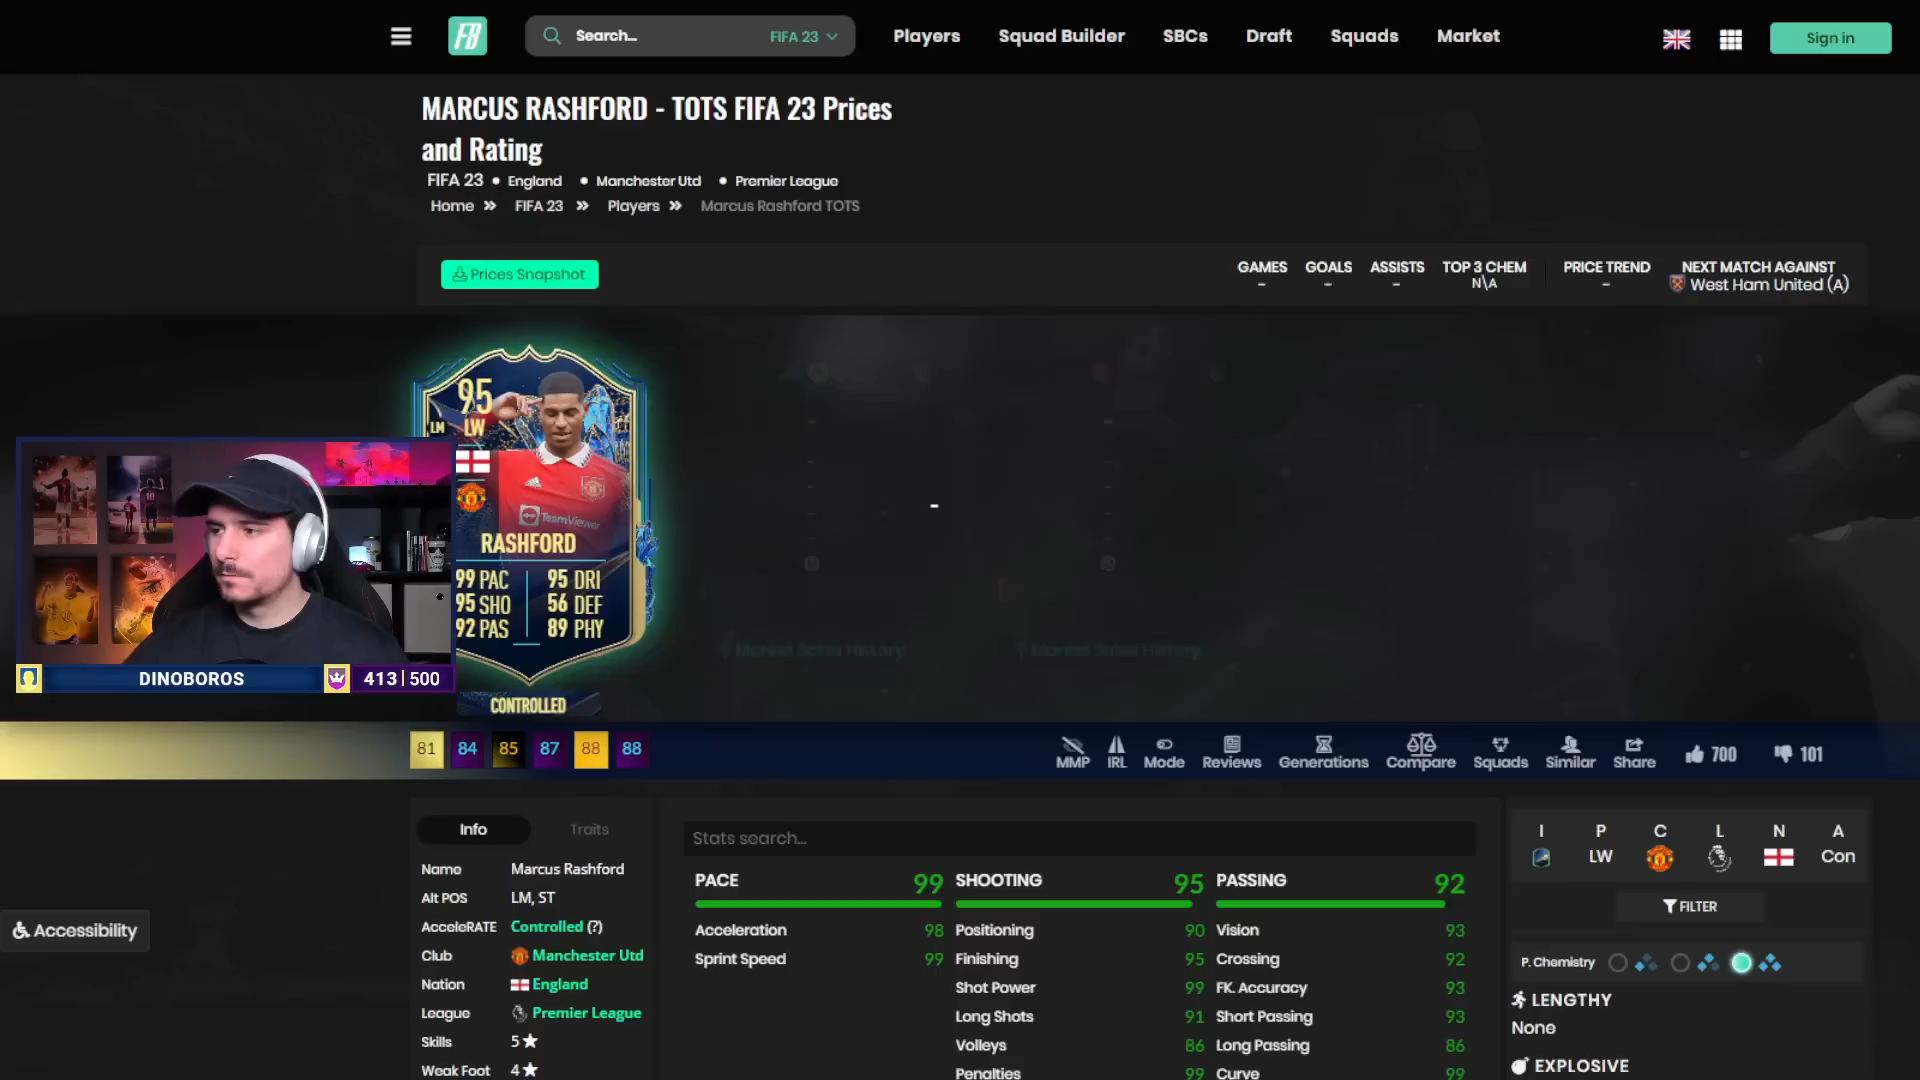 FB Search... FIFA 23 Players Squad Builder SBCs Draft Squads Market Sign in
MARCUS RASHFORD - TOTS FIFA 23 Prices
and Rating
FIFA 23 • England • Manchester Utd • Premier League
Home » FIFA 23 » Players » Marcus Rashford TOTS
Prices Snapshot
GAMES GOALS ASSISTS TOP 3 CHEM PRICE TREND NEXT MATCH AGAINST
- - - N\A - West Ham United (A)
95
LM LW
TeamViewer
RASHFORD
99 PAC 95 DRI
95 SHO 56 DEF
92 PAS 89 PHY
CONTROLLED
-
Market Sales History Market Sales History
DINOBOROS 413 | 500
81 84 85 87 88 88
MMP IRL Mode Reviews Generations Compare Squads Similar Share 700 101
Info Traits
Name Marcus Rashford
Alt POS LM, ST
AcceleRATE Controlled (?)
Club Manchester Utd
Nation England
League Premier League
Skills 5★
Weak Foot 4★
Accessibility
Stats search...
PACE 99
Acceleration 98
Sprint Speed 99
SHOOTING 95
Positioning 90
Finishing 95
Shot Power 99
Long Shots 91
Volleys 86
Penalties 99
PASSING 92
Vision 93
Crossing 92
FK. Accuracy 93
Short Passing 93
Long Passing 86
Curve 99
I P C L N A
LW Con
FILTER
P. Chemistry
LENGTHY
None
EXPLOSIVE